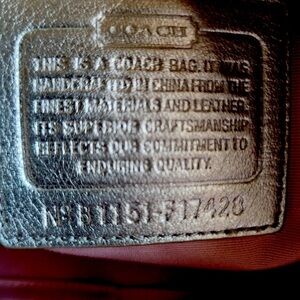 COACH
THIS IS A COACH BAG. IT WAS
HANDCRAFTED IN CHINA FROM THE
FINEST MATERIALS AND LEATHER.
ITS SUPERIOR CRAFTSMANSHIP
REFLECTS OUR COMMITMENT TO
ENDURING QUALITY.
Nº B1151-F17428